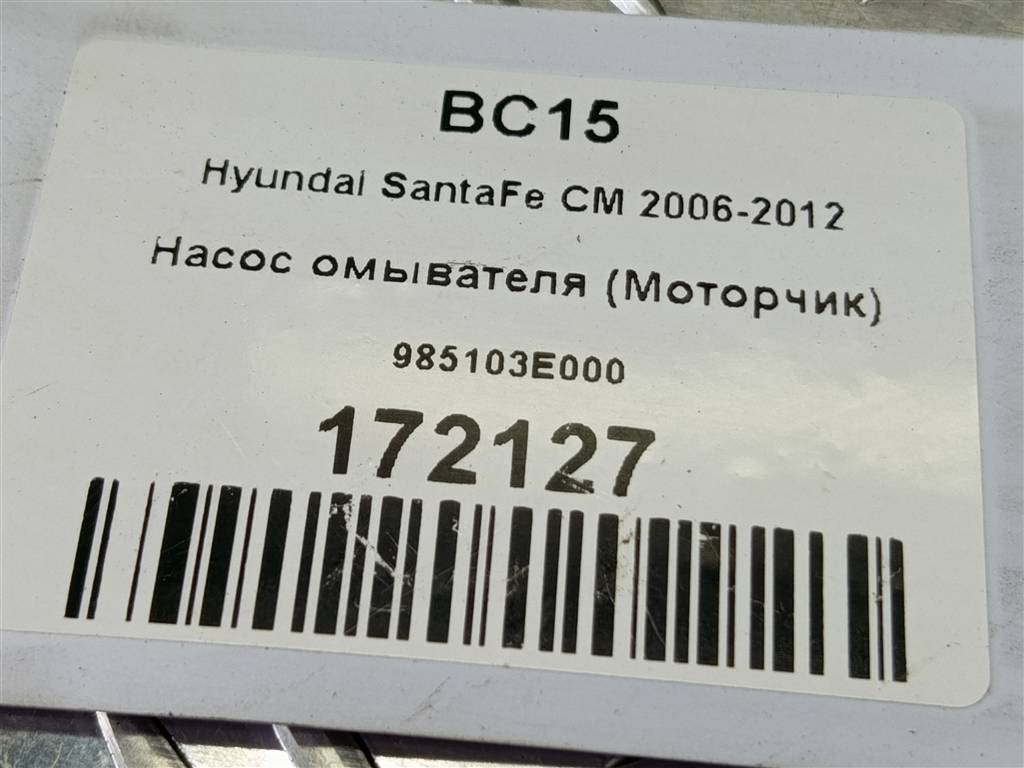 BC15
Hyundai SantaFe CM 2006-2012
Насос омывателя (Моторчик)
985103E000
172127